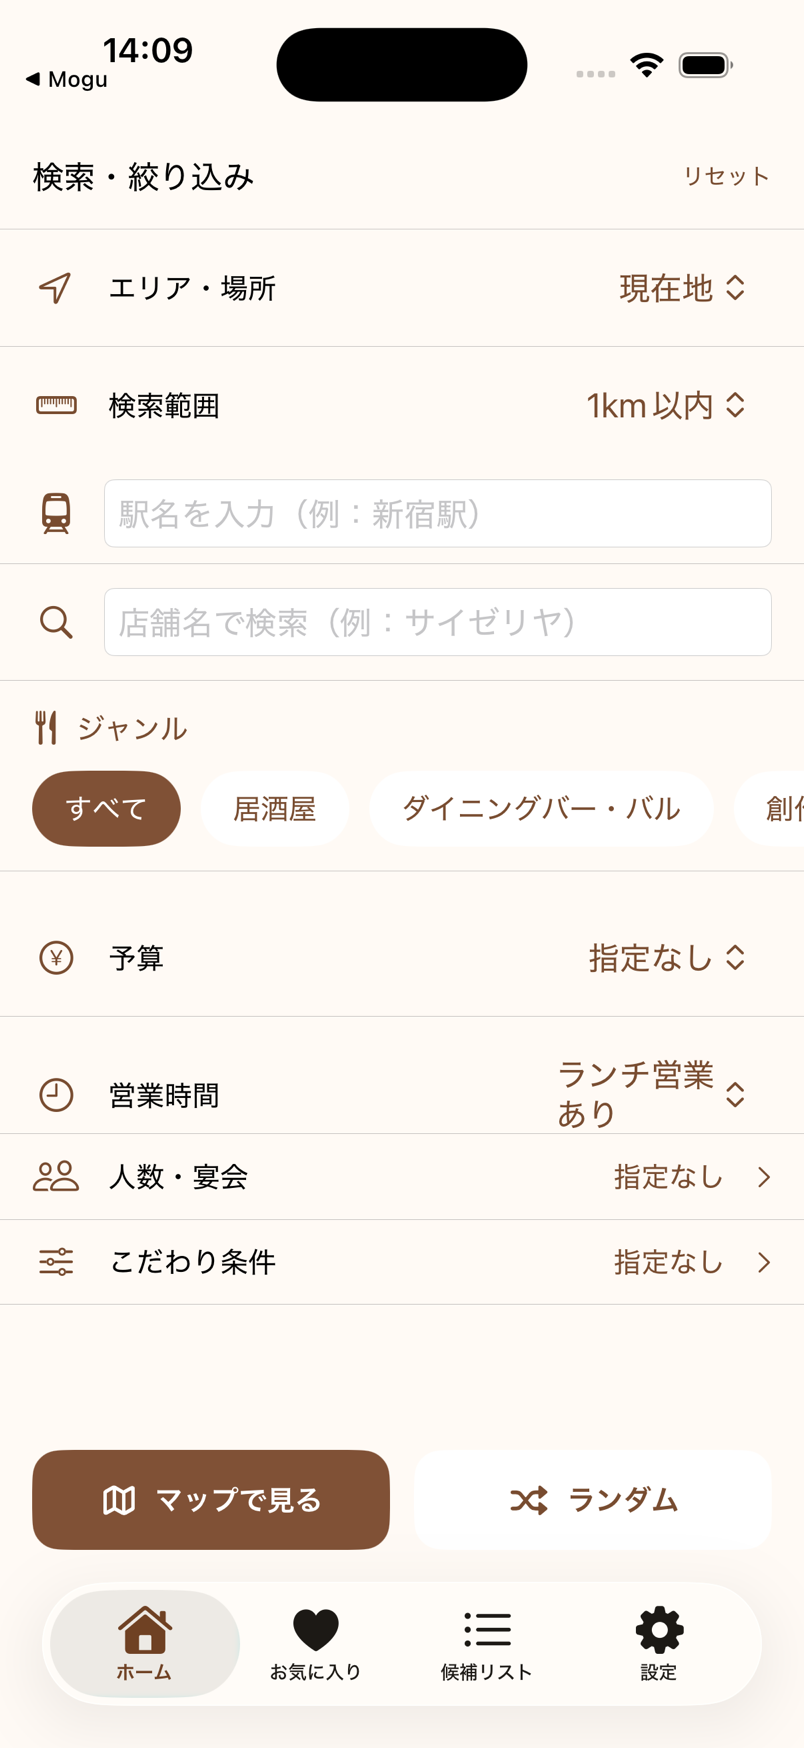 14:09
◀ Mogu
検索・絞り込み
リセット
エリア・場所
現在地
検索範囲
1km以内
駅名を入力（例：新宿駅）
店舗名で検索（例：サイゼリヤ）
ジャンル
すべて
居酒屋
ダイニングバー・バル
創作
予算
指定なし
営業時間
ランチ営業
あり
人数・宴会
指定なし
こだわり条件
指定なし
マップで見る
ランダム
ホーム
お気に入り
候補リスト
設定